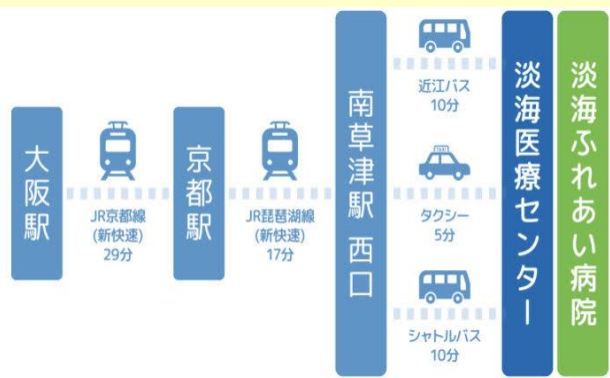 大阪駅
JR京都線
(新快速)
29分
京都駅
JR琵琶湖線
(新快速)
17分
南草津駅 西口
近江バス
10分
TAXI
タクシー
5分
シャトルバス
10分
淡海医療センター
淡海ふれあい病院